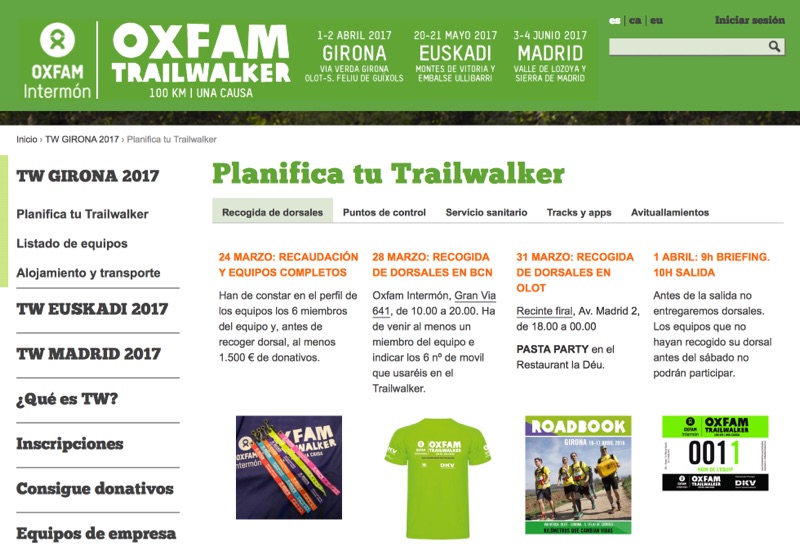 OXFAM
Intermón
OXFAM
TRAILWALKER
100 KM | UNA CAUSA
1-2 ABRIL 2017
GIRONA
VIA VERDA GIRONA
OLOT-S. FELIU DE GUÍXOLS
20-21 MAYO 2017
EUSKADI
MONTES DE VITORIA Y
EMBALSE ULLIBARRI
3-4 JUNIO 2017
MADRID
VALLE DE LOZOYA Y
SIERRA DE MADRID
es | ca | eu
Iniciar sesión
Inicio › TW GIRONA 2017 › Planifica tu Trailwalker
TW GIRONA 2017
Planifica tu Trailwalker
Listado de equipos
Alojamiento y transporte
TW EUSKADI 2017
TW MADRID 2017
¿Qué es TW?
Inscripciones
Consigue donativos
Equipos de empresa
Planifica tu Trailwalker
Recogida de dorsales Puntos de control Servicio sanitario Tracks y apps Avituallamientos
24 MARZO: RECAUDACIÓN
Y EQUIPOS COMPLETOS
Han de constar en el perfil de
los equipos los 6 miembros
del equipo y, antes de
recoger dorsal, al menos
1.500 € de donativos.
28 MARZO: RECOGIDA
DE DORSALES EN BCN
Oxfam Intermón, Gran Via
641, de 10.00 a 20.00. Ha
de venir al menos un
miembro del equipo e
indicar los 6 nº de movil
que usaréis en el
Trailwalker.
31 MARZO: RECOGIDA
DE DORSALES EN
OLOT
Recinte firal, Av. Madrid 2,
de 18.00 a 00.00
PASTA PARTY en el
Restaurant la Déu.
1 ABRIL: 9h BRIEFING.
10H SALIDA
Antes de la salida no
entregaremos dorsales.
Los equipos que no
hayan recogido su dorsal
antes del sábado no
podrán participar.
OXFAM
Intermón
OXFAM
TRAILWALKER
OXFAM
TRAILWALKER
DKV
ROADBOOK
GIRONA 16-17 ABRIL 2016
KILÓMETROS QUE CAMBIAN VIDAS
OXFAM
TRAILWALKER
0011
NOM DE L'EQUIP
OXFAM
TRAILWALKER
DKV